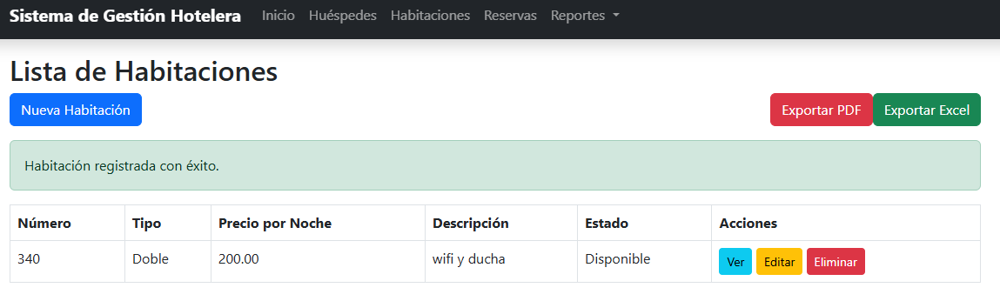 Sistema de Gestión Hotelera Inicio Huéspedes Habitaciones Reservas Reportes
Lista de Habitaciones
Nueva Habitación Exportar PDF Exportar Excel
Habitación registrada con éxito.
Número Tipo Precio por Noche Descripción Estado Acciones
340 Doble 200.00 wifi y ducha Disponible Ver Editar Eliminar